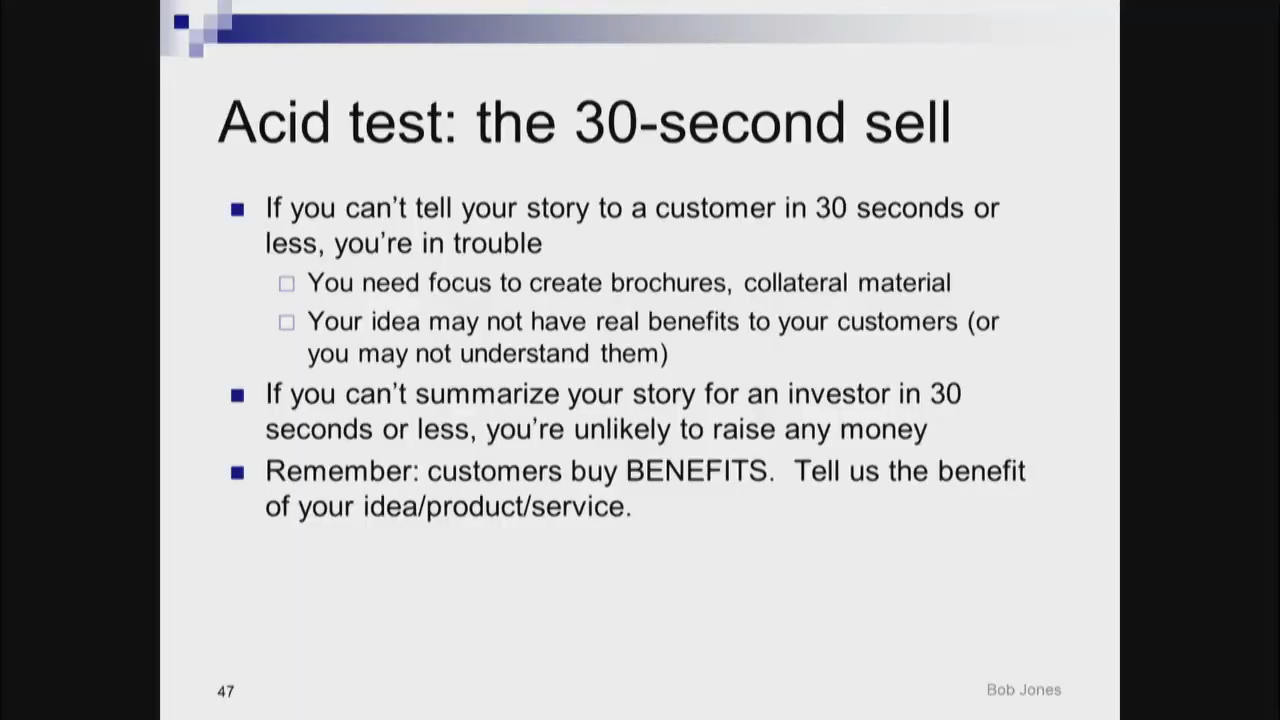 Acid test: the 30-second sell
If you can't tell your story to a customer in 30 seconds or
less, you're in trouble
You need focus to create brochures, collateral material
Your idea may not have real benefits to your customers (or
you may not understand them)
If you can't summarize your story for an investor in 30
seconds or less, you're unlikely to raise any money
Remember: customers buy BENEFITS.  Tell us the benefit
of your idea/product/service.
47
Bob Jones